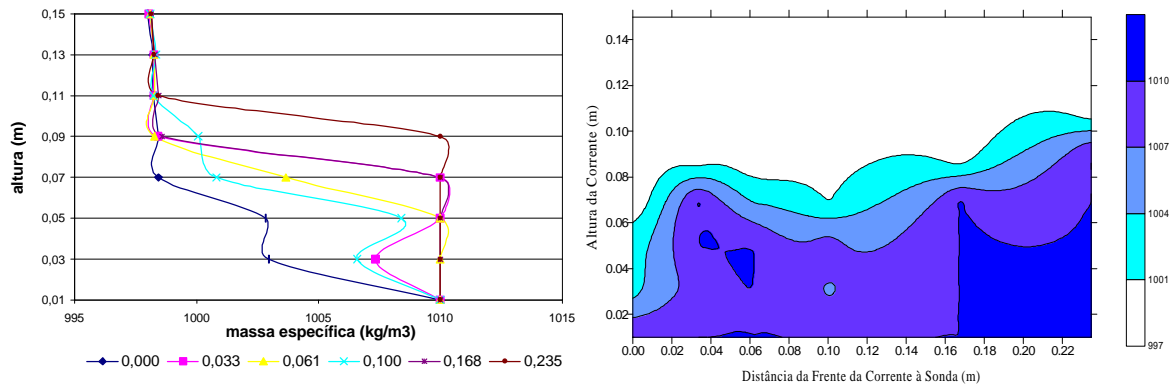 0,15
0,13
0,11
0,09
0,07
0,05
0,03
0,01
altura (m)
995 1000 1005 1010 1015
massa específica (kg/m3)
0,000 0,033 0,061 0,100 0,168 0,235
0.14
0.12
0.10
0.08
0.06
0.04
0.02
Altura da Corrente (m)
0.00 0.02 0.04 0.06 0.08 0.10 0.12 0.14 0.16 0.18 0.20 0.22
Distância da Frente da Corrente à Sonda (m)
1010
1007
1004
1001
997